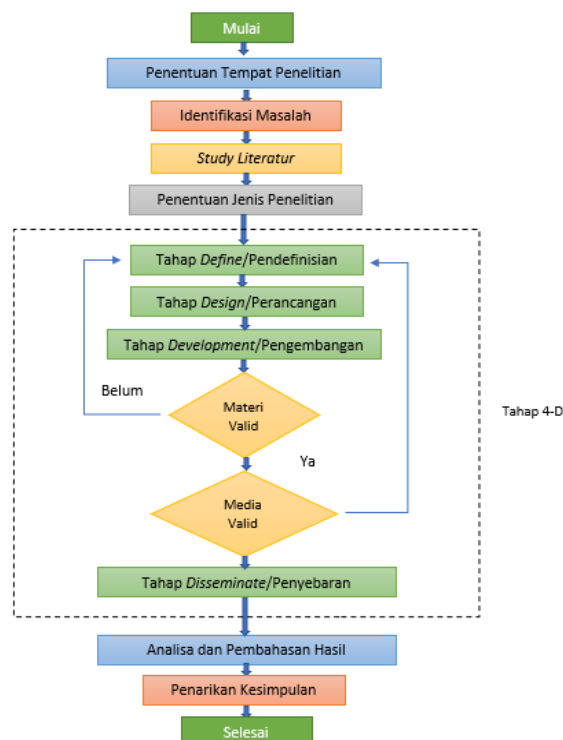 Mulai
Penentuan Tempat Penelitian
Identifikasi Masalah
Study Literatur
Penentuan Jenis Penelitian
Tahap Define/Pendefinisian
Tahap Design/Perancangan
Tahap Development/Pengembangan
Belum
Materi
Valid
Tahap 4-D
Ya
Media
Valid
Tahap Disseminate/Penyebaran
Analisa dan Pembahasan Hasil
Penarikan Kesimpulan
Selesai